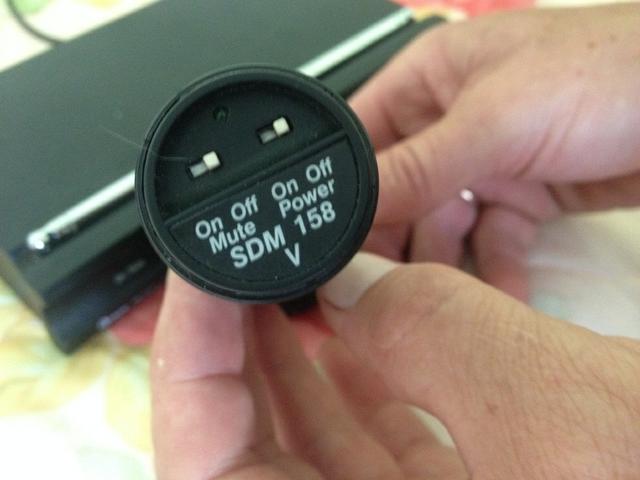 On Off On Off
Mute Power
SDM 158
V